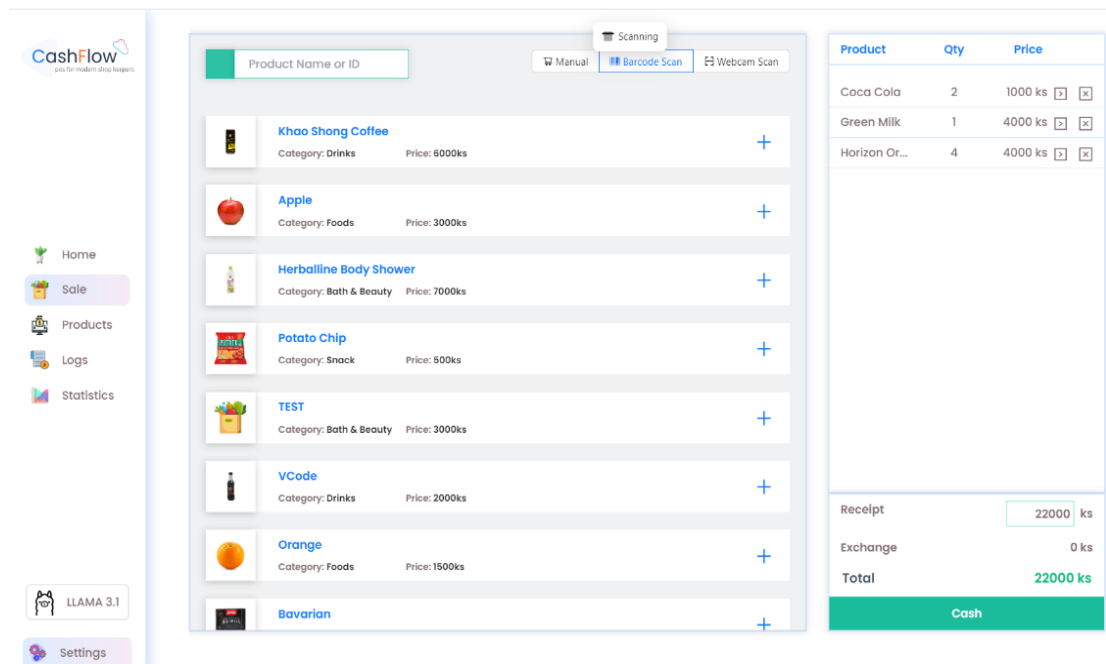 CashFlow
pos for modern shop keepers
Home
Sale
Products
Logs
Statistics
LLAMA 3.1
Settings
Product Name or ID
Scanning
Manual
Barcode Scan
Webcam Scan
Khao Shong Coffee
Category: Drinks Price: 6000ks
Apple
Category: Foods Price: 3000ks
Herballine Body Shower
Category: Bath & Beauty Price: 7000ks
Potato Chip
Category: Snack Price: 500ks
TEST
Category: Bath & Beauty Price: 3000ks
VCode
Category: Drinks Price: 2000ks
Orange
Category: Foods Price: 1500ks
Bavarian
Product Qty Price
Coca Cola 2 1000 ks
Green Milk 1 4000 ks
Horizon Or... 4 4000 ks
Receipt 22000 ks
Exchange 0 ks
Total 22000 ks
Cash